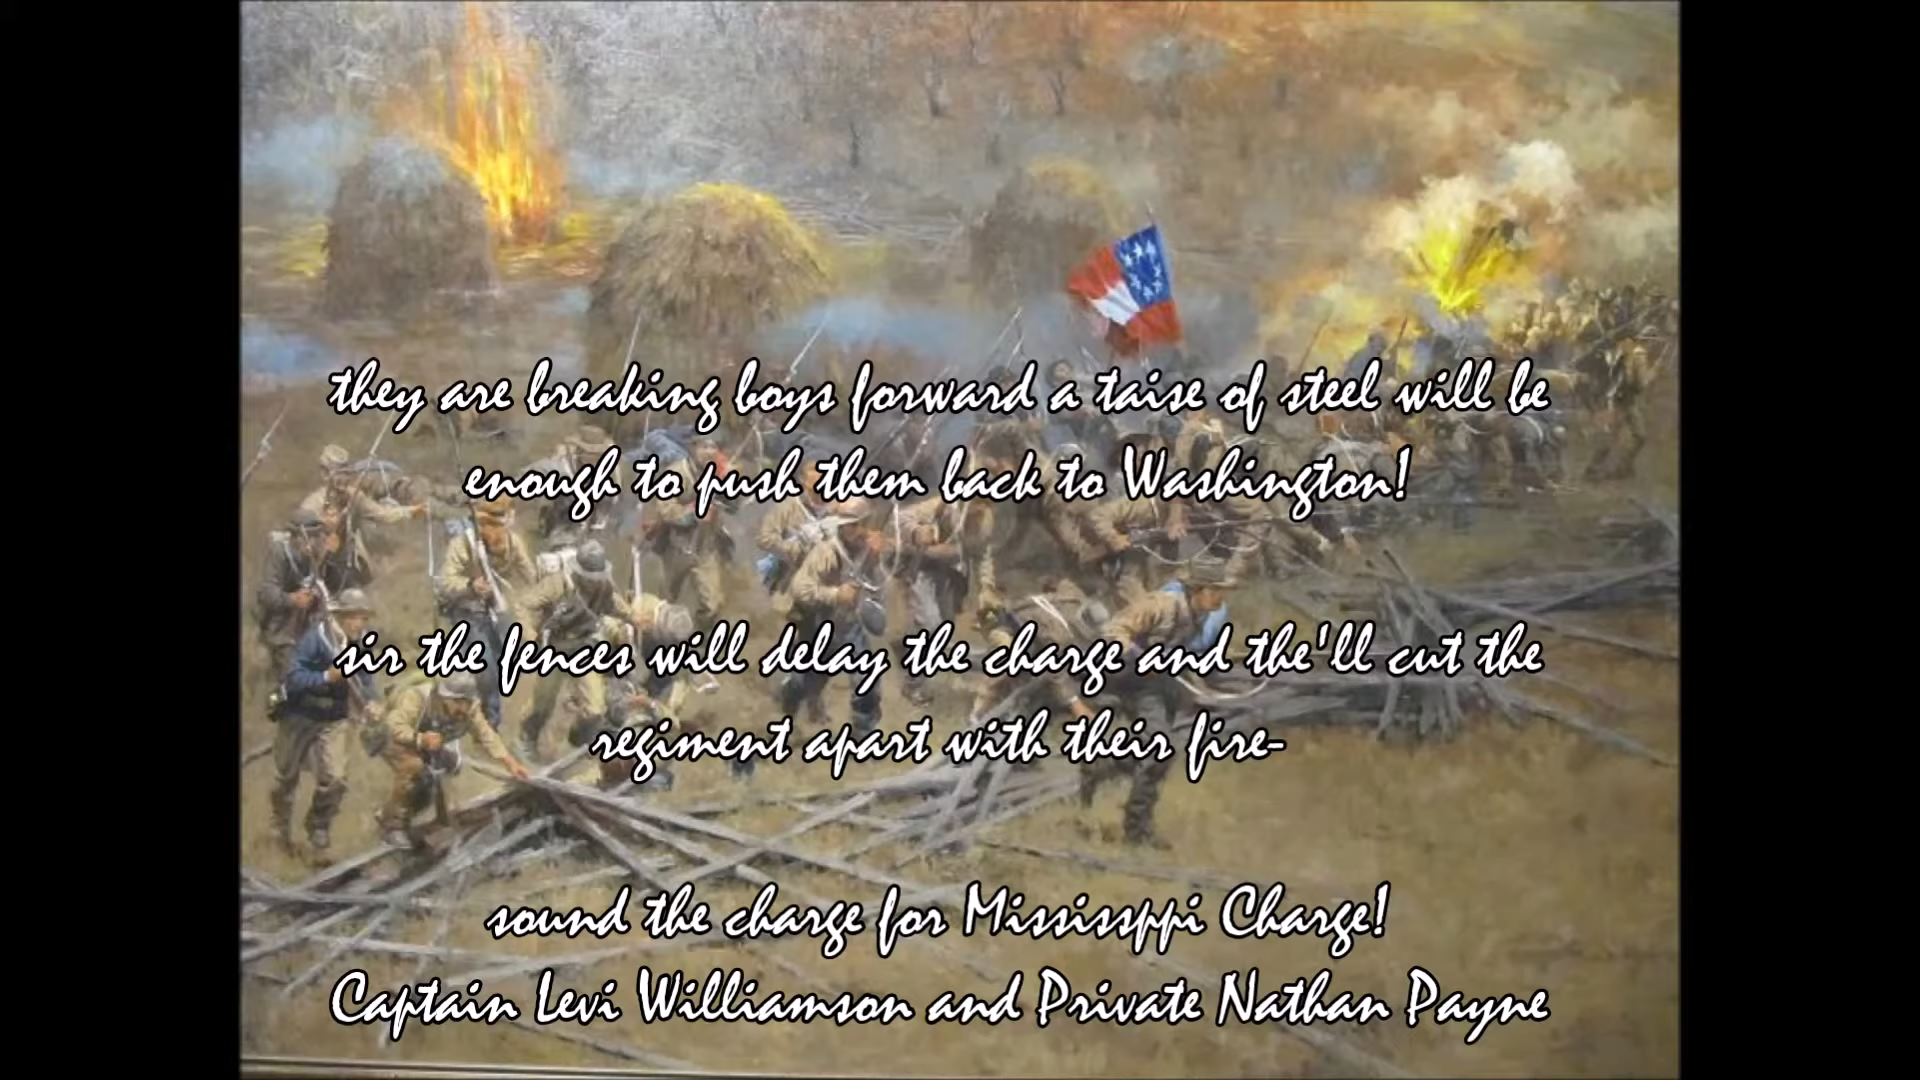 they are breaking boys forward a taise of steel will be
enough to push them back to Washington!
sir the fences will delay the charge and the'll cut the
regiment apart with their fire-
sound the charge for Mississppi Charge!
Captain Levi Williamson and Private Nathan Payne